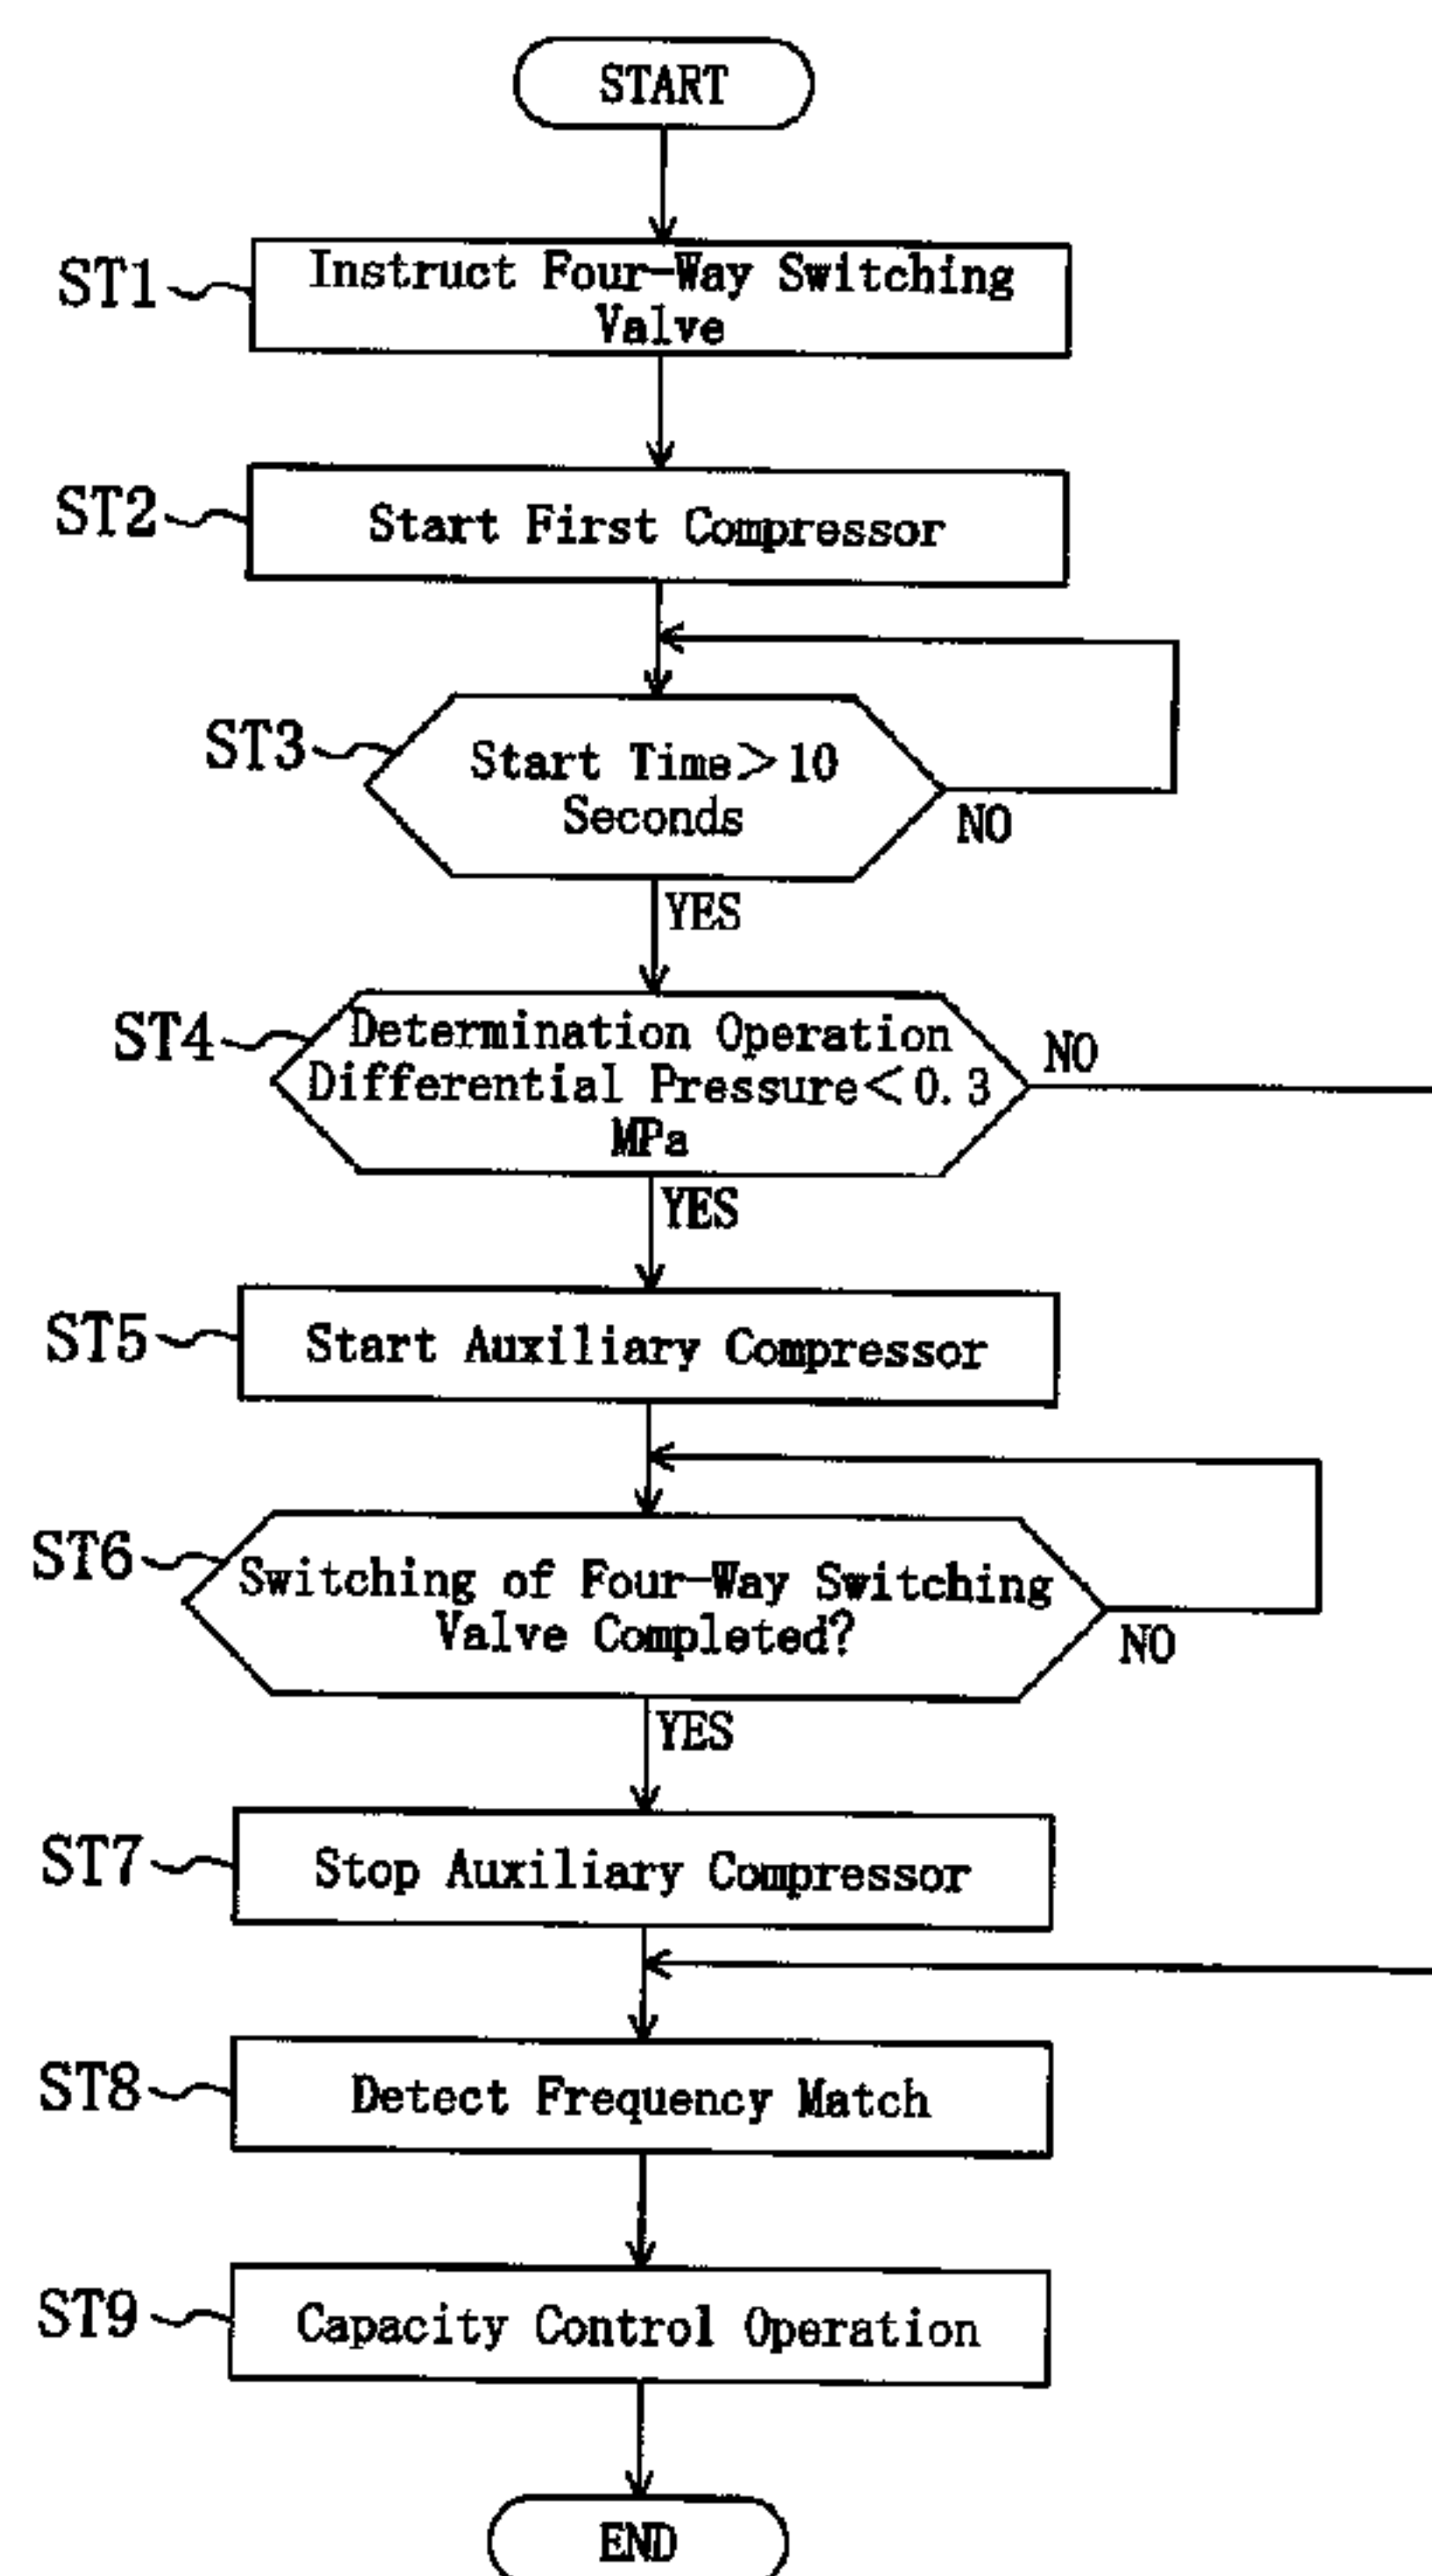 START
ST1
Instruct Four-Way Switching
Valve
ST2
Start First Compressor
ST3
Start Time>10
Seconds
NO
YES
ST4
Determination Operation
Differential Pressure<0.3
MPa
NO
YES
ST5
Start Auxiliary Compressor
ST6
Switching of Four-Way Switching
Valve Completed?
NO
YES
ST7
Stop Auxiliary Compressor
ST8
Detect Frequency Match
ST9
Capacity Control Operation
END